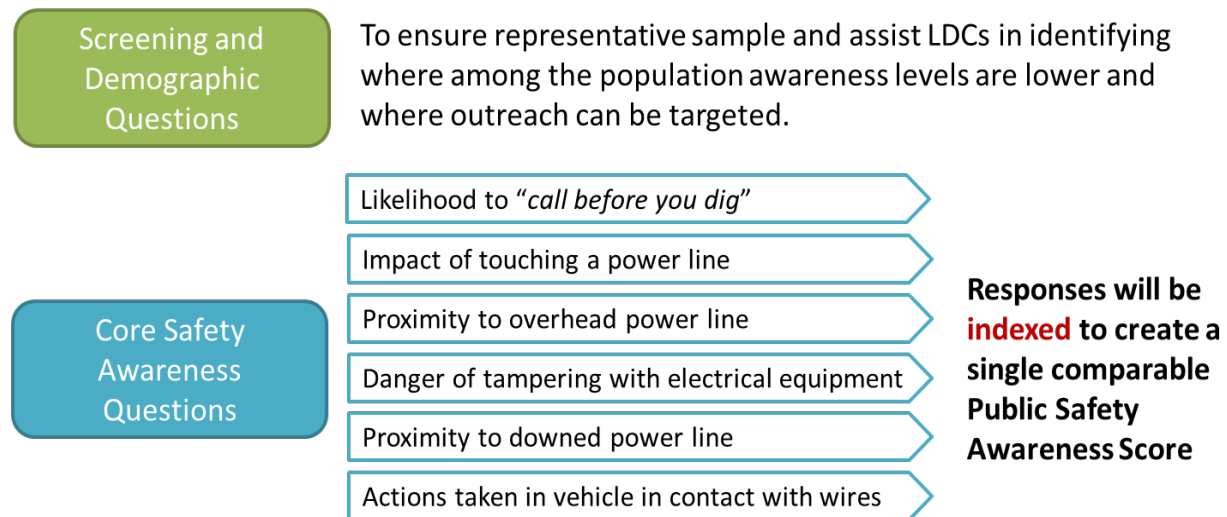 Screening and
Demographic
Questions
To ensure representative sample and assist LDCs in identifying
where among the population awareness levels are lower and
where outreach can be targeted.
Core Safety
Awareness
Questions
Likelihood to “call before you dig”
Impact of touching a power line
Proximity to overhead power line
Danger of tampering with electrical equipment
Proximity to downed power line
Actions taken in vehicle in contact with wires
Responses will be
indexed to create a
single comparable
Public Safety
Awareness Score